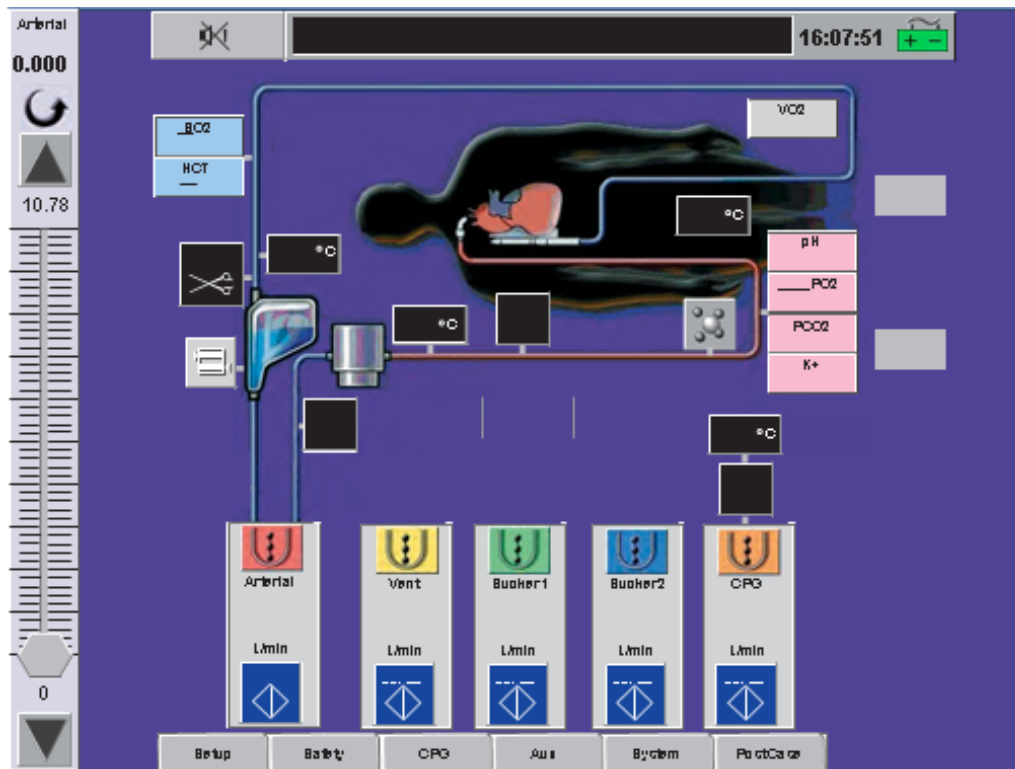 Arterial
0.000
16:07:51
+ -
VO2
SO2
HCT
10.78
°C
°C
pH
PO2
°C
PCO2
K+
°C
Arterial
Vent
Sucker1
Sucker2
CPG
L/min
L/min
L/min
L/min
L/min
0
Setup
Safety
CPG
Aux
System
PostCase